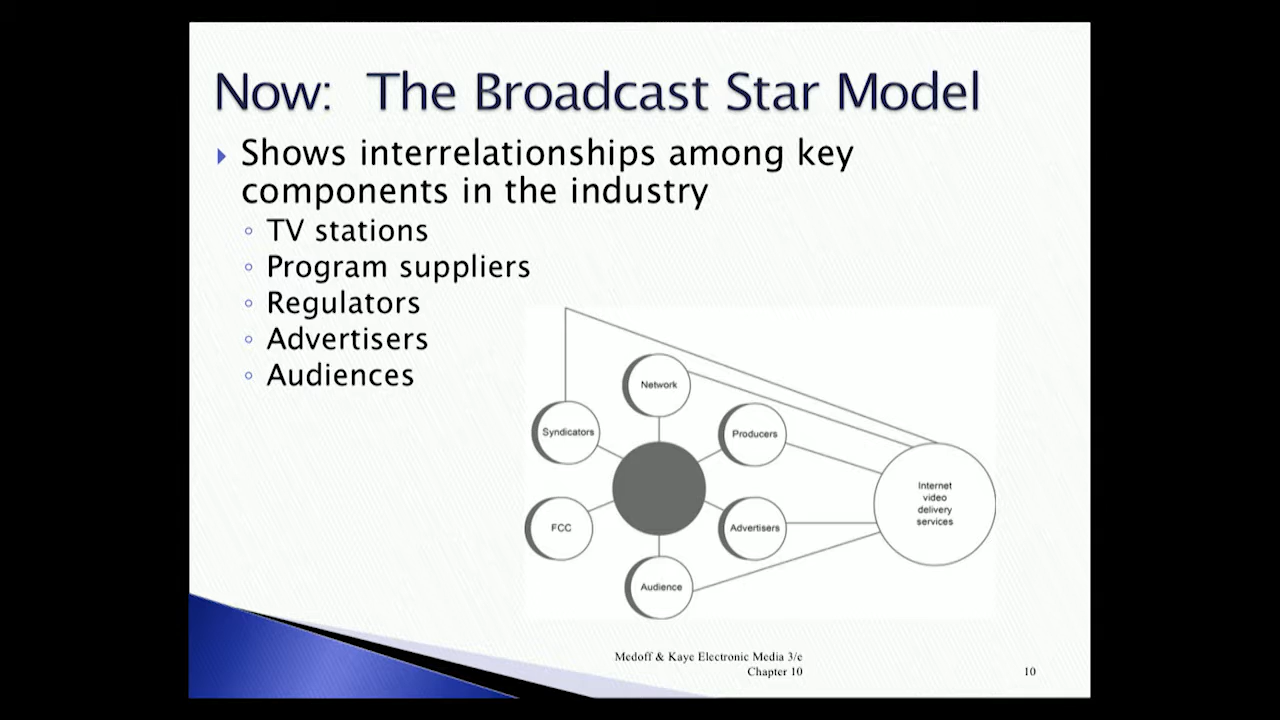 Now: The Broadcast Star Model
Shows interrelationships among key
components in the industry
TV stations
Program suppliers
Regulators
Advertisers
Audiences
Network
Syndicators
Producers
Internet
video
delivery
services
FCC
Advertisers
Audience
Medoff & Kaye Electronic Media 3/e
Chapter 10
10